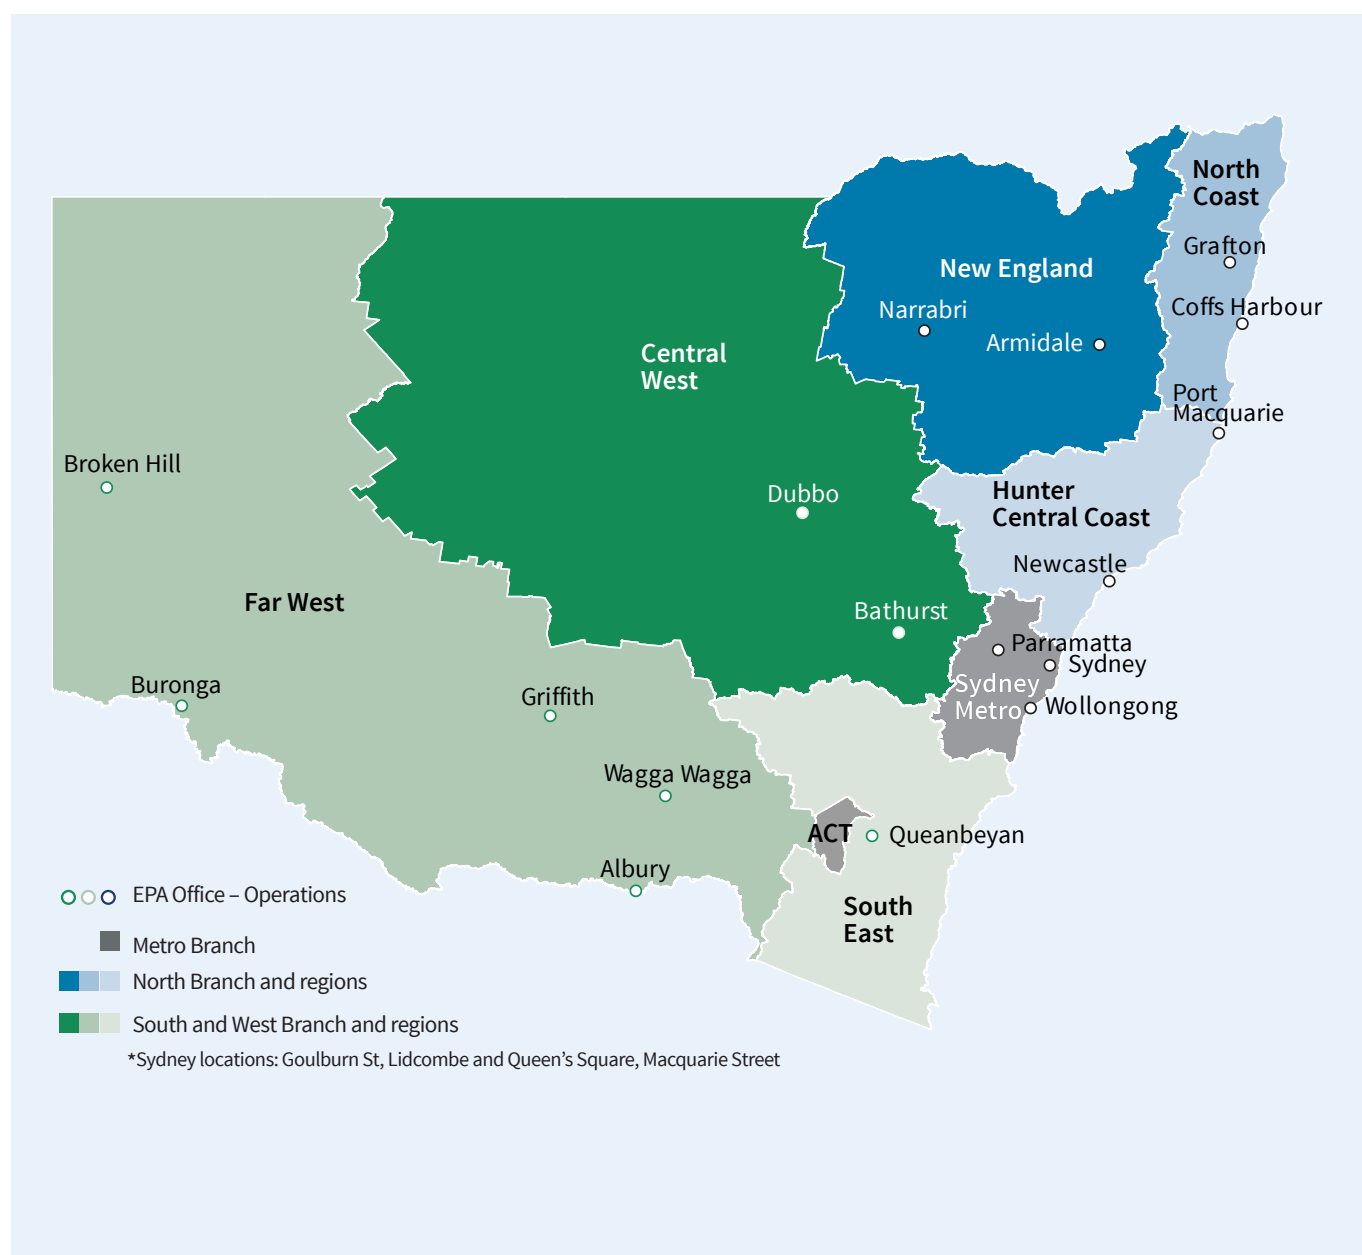 North
Coast
Grafton
New England
Coffs Harbour
Narrabri
Armidale
Central
West
Port
Macquarie
Broken Hill
Dubbo
Hunter
Central Coast
Newcastle
Far West
Bathurst
Parramatta
Sydney
Sydney
Metro
Wollongong
Buronga
Griffith
Wagga Wagga
ACT
Queanbeyan
Albury
South
East
EPA Office – Operations
Metro Branch
North Branch and regions
South and West Branch and regions
*Sydney locations: Goulburn St, Lidcombe and Queen’s Square, Macquarie Street